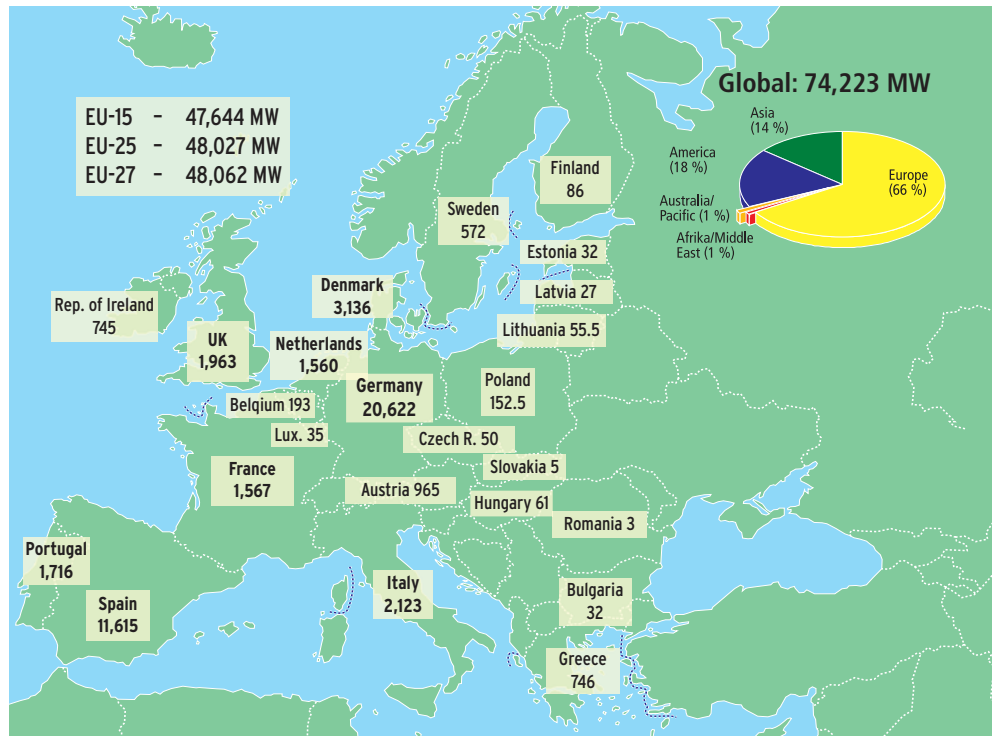 Global: 74,223 MW
EU-15 - 47,644 MW
EU-25 - 48,027 MW
EU-27 - 48,062 MW
Asia
(14 %)
America
(18 %)
Europe
(66 %)
Australia/
Pacific (1 %)
Afrika/Middle
East (1 %)
Finland
86
Sweden
572
Estonia 32
Latvia 27
Lithuania 55.5
Denmark
3,136
Rep. of Ireland
745
UK
1,963
Netherlands
1,560
Germany
20,622
Poland
152.5
Belqium 193
Lux. 35
Czech R. 50
Slovakia 5
France
1,567
Austria 965
Hungary 61
Romania 3
Portugal
1,716
Spain
11,615
Italy
2,123
Bulgaria
32
Greece
746